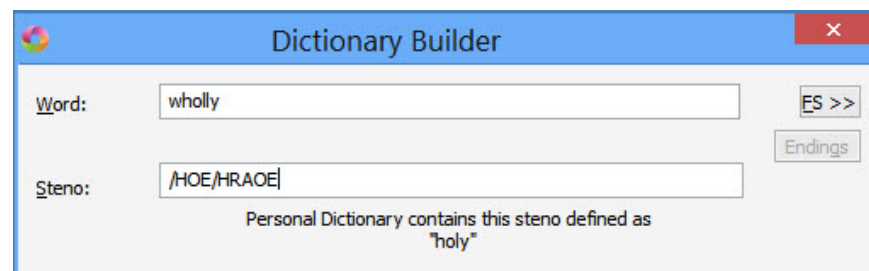 Dictionary Builder
×
Word: wholly FS >>
Endings
Steno: /HOE/HRAOE
Personal Dictionary contains this steno defined as
"holy"